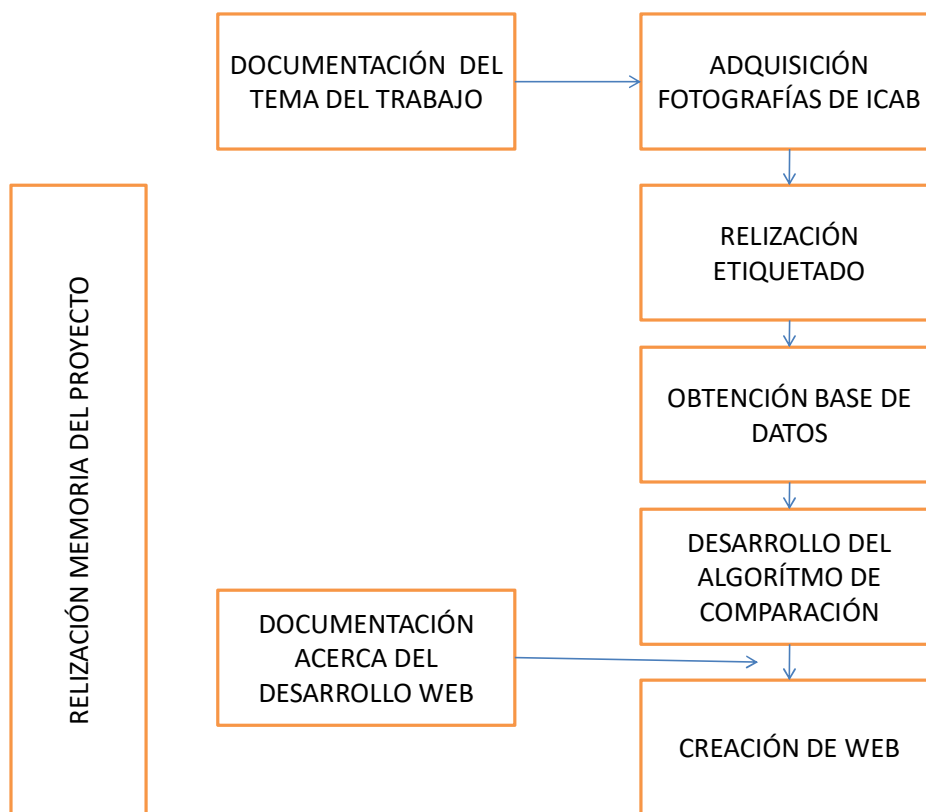 DOCUMENTACIÓN DEL
TEMA DEL TRABAJO
ADQUISICIÓN
FOTOGRAFÍAS DE ICAB
RELIZACIÓN
ETIQUETADO
OBTENCIÓN BASE DE
DATOS
DESARROLLO DEL
ALGORÍTMO DE
COMPARACIÓN
DOCUMENTACIÓN
ACERCA DEL
DESARROLLO WEB
CREACIÓN DE WEB
RELIZACIÓN MEMORIA DEL PROYECTO